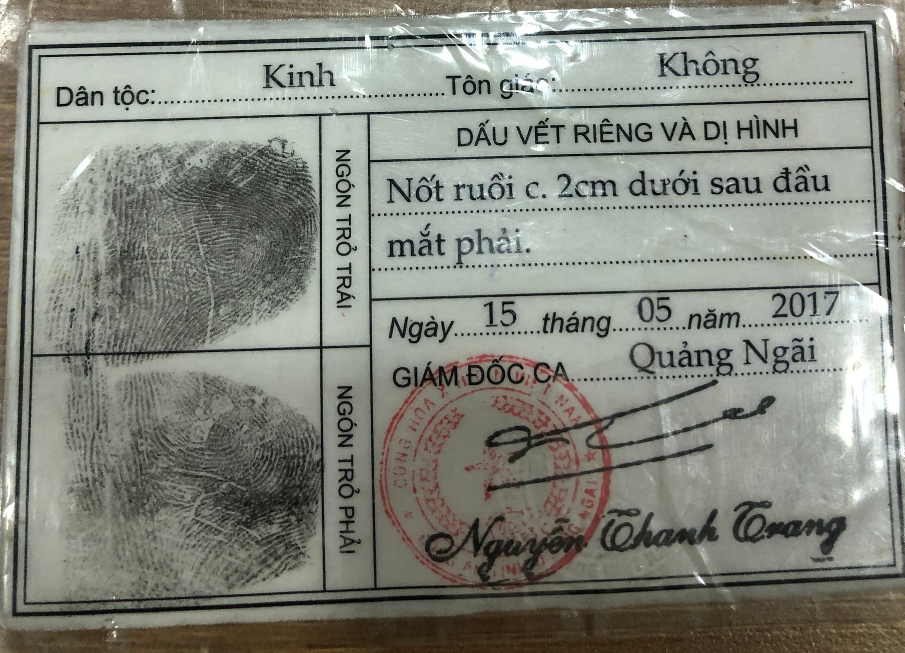 Dân tộc: Kinh Tôn giáo: Không
DẤU VẾT RIÊNG VÀ DỊ HÌNH
Nốt ruồi c. 2cm dưới sau đầu
mắt phải.
NGÓN TRỎ TRÁI
Ngày 15 tháng 05 năm 2017
GIÁM ĐỐC CA Quảng Ngãi
NGÓN TRỎ PHẢI
CỘNG HÒA
Nguyễn Thanh Trang